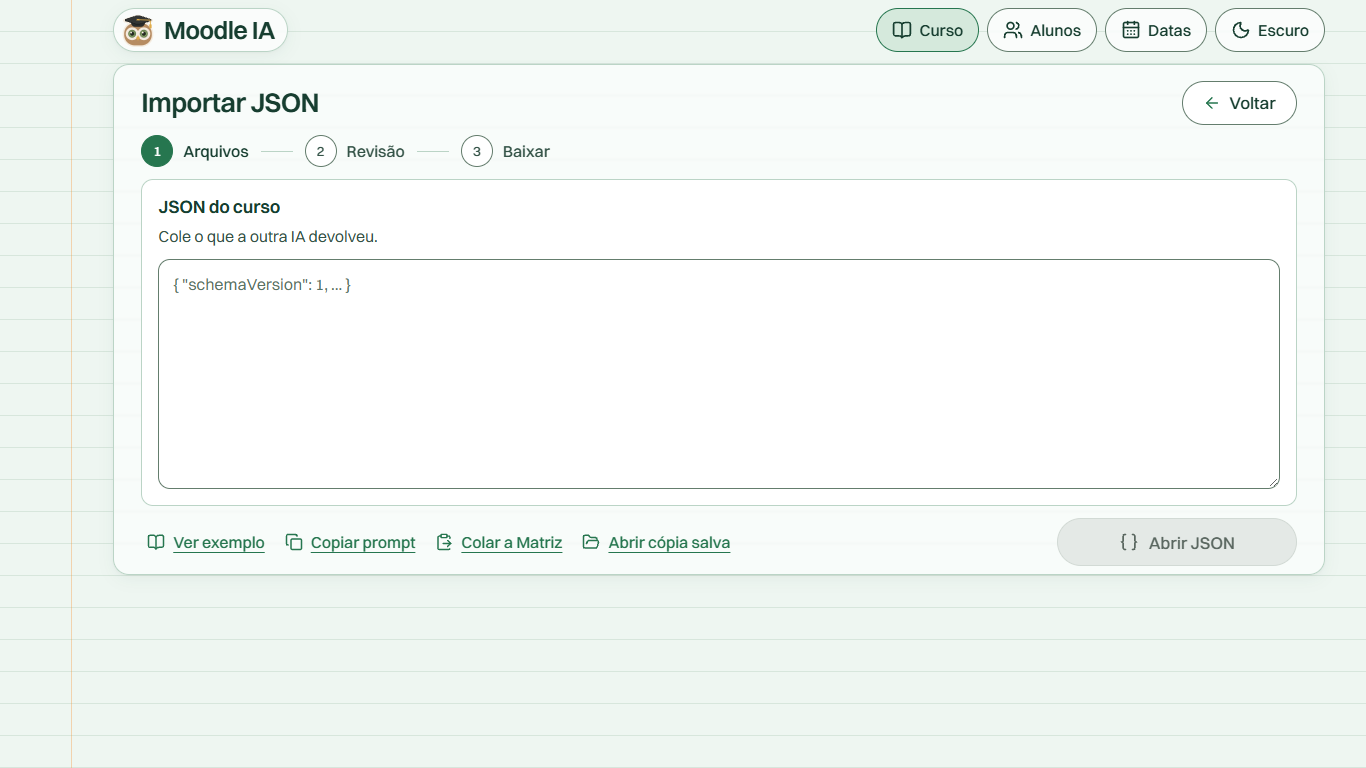 Moodle IA
Curso
Alunos
Datas
Escuro
Importar JSON
Voltar
1 Arquivos
2 Revisão
3 Baixar
JSON do curso
Cole o que a outra IA devolveu.
{ "schemaVersion": 1, ... }
Ver exemplo
Copiar prompt
Colar a Matriz
Abrir cópia salva
{ } Abrir JSON